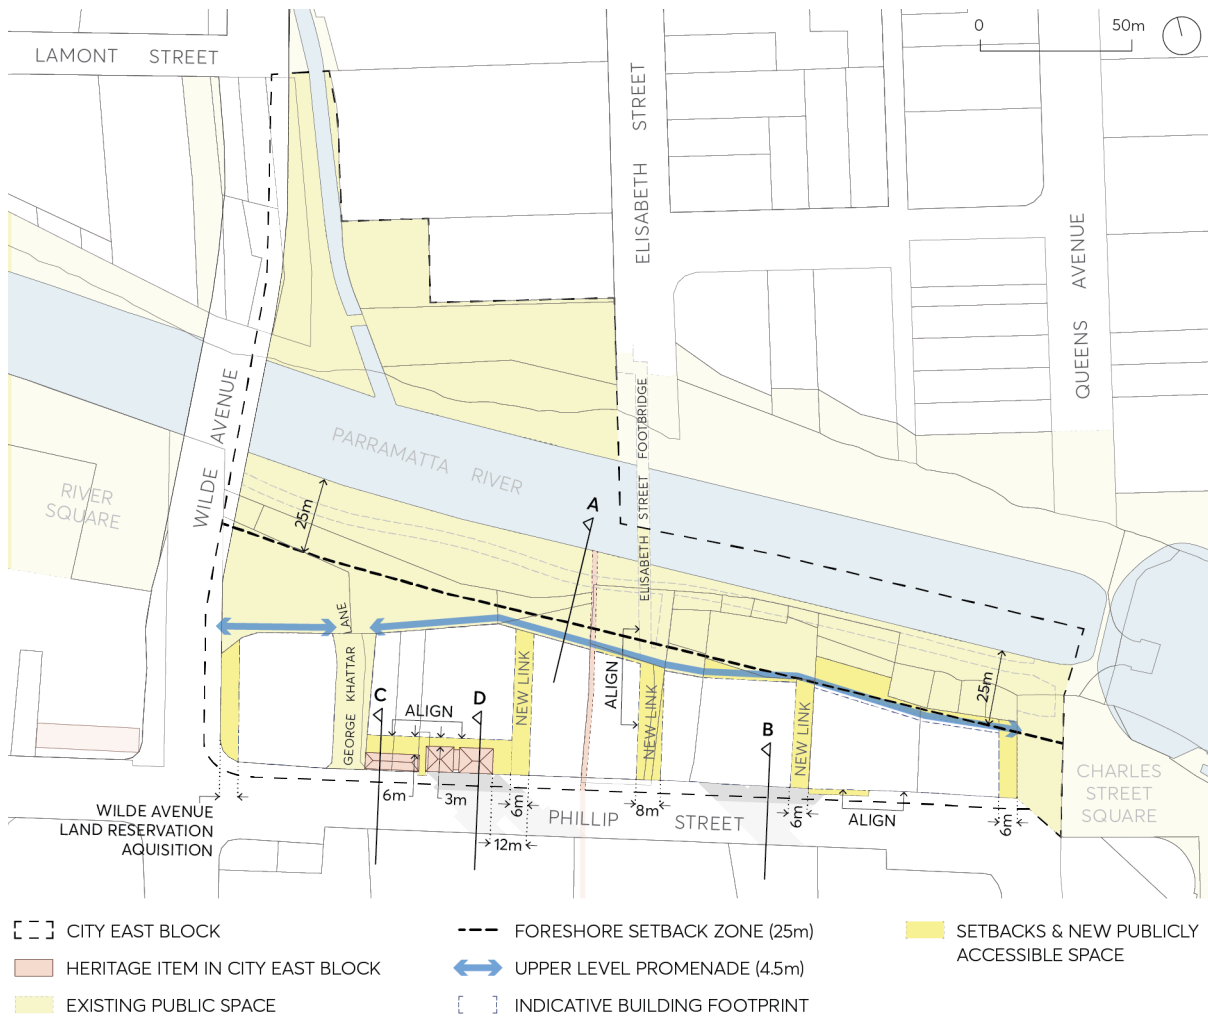 LAMONT STREET
0 50m
ELISABETH STREET
QUEENS AVENUE
WILDE AVENUE
PARRAMATTA RIVER
ELISABETH STREET FOOTBRIDGE
RIVER
SQUARE
25m
A
GEORGE KHATTAR LANE
C
D
ALIGN
NEW LINK
ALIGN
NEW LINK
B
NEW LINK
25m
CHARLES
STREET
SQUARE
6m
3m
6m
8m
6m
ALIGN
6m
12m
PHILLIP STREET
WILDE AVENUE
LAND RESERVATION
AQUISITION
CITY EAST BLOCK
HERITAGE ITEM IN CITY EAST BLOCK
EXISTING PUBLIC SPACE
FORESHORE SETBACK ZONE (25m)
UPPER LEVEL PROMENADE (4.5m)
INDICATIVE BUILDING FOOTPRINT
SETBACKS & NEW PUBLICLY
ACCESSIBLE SPACE